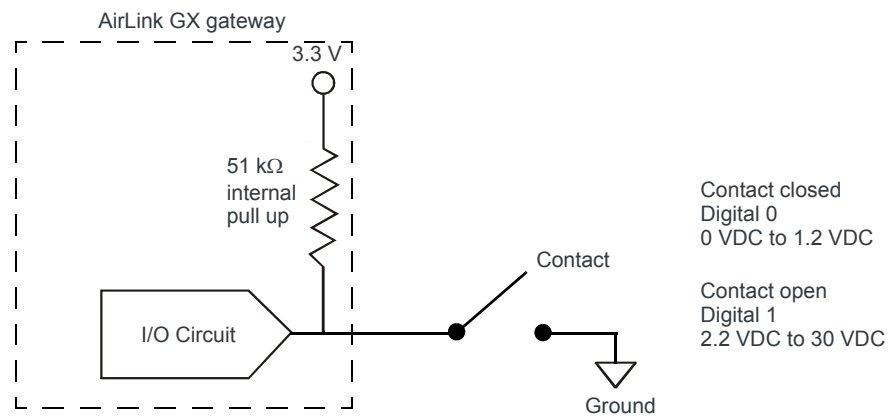 AirLink GX gateway
3.3 V
51 kΩ
internal
pull up
I/O Circuit
Contact
Ground
Contact closed
Digital 0
0 VDC to 1.2 VDC
Contact open
Digital 1
2.2 VDC to 30 VDC